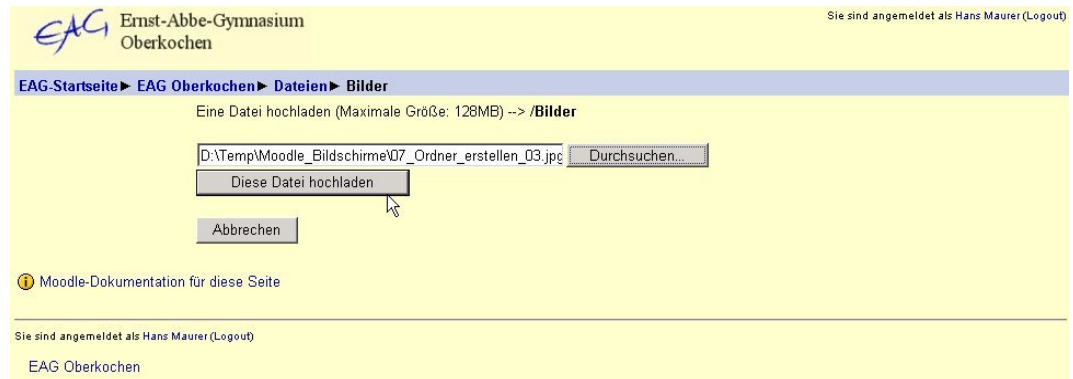 EAG Ernst-Abbe-Gymnasium
Oberkochen
Sie sind angemeldet als Hans Maurer (Logout)
EAG-Startseite► EAG Oberkochen► Dateien► Bilder
Eine Datei hochladen (Maximale Größe: 128MB) --> /Bilder
D:\Temp\Moodle_Bildschirme\07_Ordner_erstellen_03.jpg Durchsuchen...
Diese Datei hochladen
Abbrechen
Moodle-Dokumentation für diese Seite
Sie sind angemeldet als Hans Maurer (Logout)
EAG Oberkochen